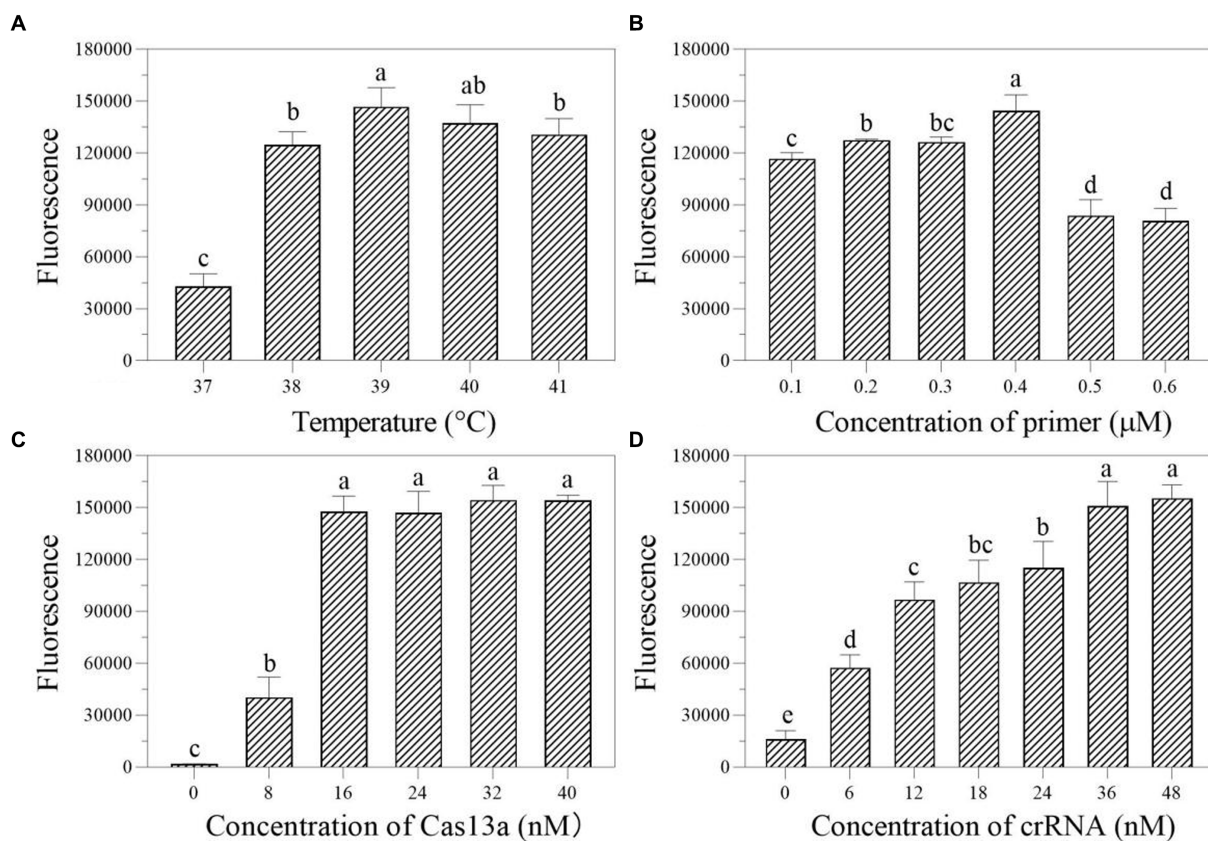 A
180000
150000
120000
90000
60000
30000
0
Fluorescence
c
b
a
ab
b
37 38 39 40 41
Temperature (°C)
B
180000
150000
120000
90000
60000
30000
0
Fluorescence
c
b
bc
a
d
d
0.1 0.2 0.3 0.4 0.5 0.6
Concentration of primer (μM)
C
180000
150000
120000
90000
60000
30000
0
Fluorescence
c
b
a
a
a
a
0 8 16 24 32 40
Concentration of Cas13a (nM)
D
180000
150000
120000
90000
60000
30000
0
Fluorescence
e
d
c
bc
b
a
a
0 6 12 18 24 36 48
Concentration of crRNA (nM)